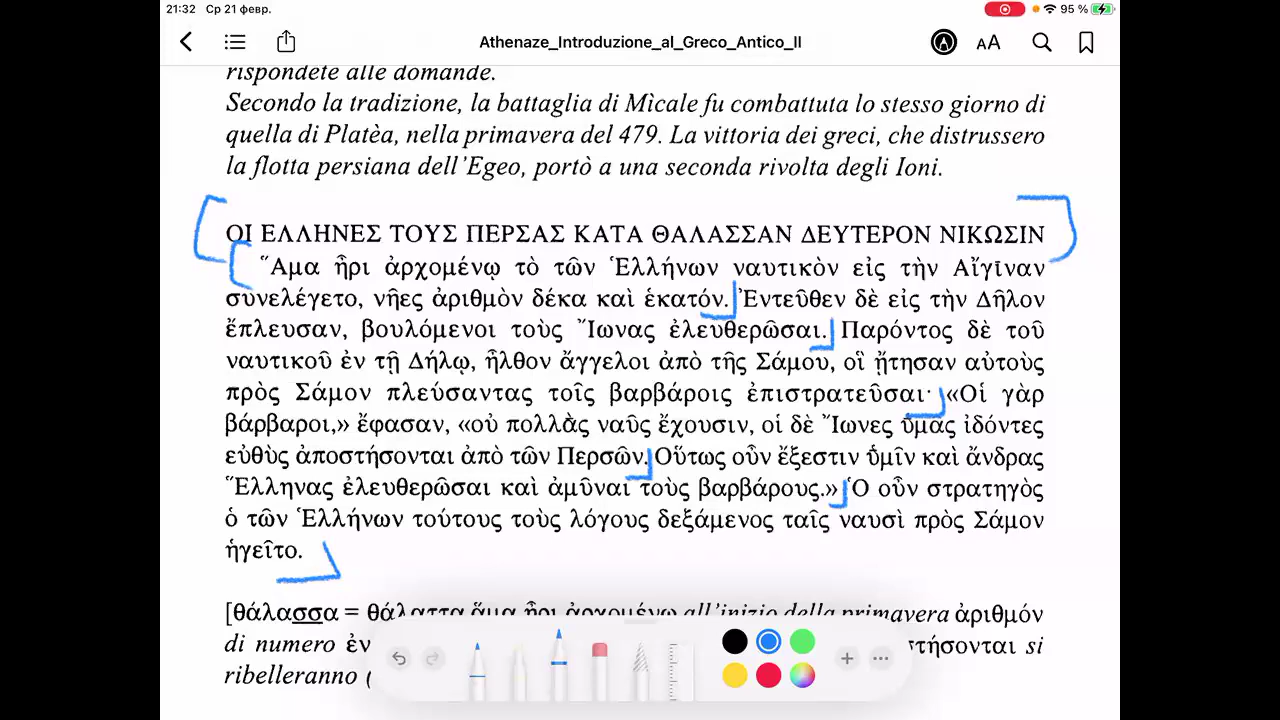 21:32 Ср 21 февр. 95 %
Athenaze_Introduzione_al_Greco_Antico_II AA
rispondete alle domande.
Secondo la tradizione, la battaglia di Mìcale fu combattuta lo stesso giorno di
quella di Platèa, nella primavera del 479. La vittoria dei greci, che distrussero
la flotta persiana dell’Egeo, portò a una seconda rivolta degli Ioni.
ΟΙ ΕΛΛΗΝΕΣ ΤΟΥΣ ΠΕΡΣΑΣ ΚΑΤΑ ΘΑΛΑΣΣΑΝ ΔΕΥΤΕΡΟΝ ΝΙΚΩΣΙΝ
Ἅμα ἦρι ἀρχομένῳ τὸ τῶν Ἑλλήνων ναυτικὸν εἰς τὴν Αἴγῑναν
συνελέγετο, νῆες ἀριθμὸν δέκα καὶ ἑκατόν. Ἐντεῦθεν δὲ εἰς τὴν Δῆλον
ἔπλευσαν, βουλόμενοι τοὺς Ἴωνας ἐλευθερῶσαι. Παρόντος δὲ τοῦ
ναυτικοῦ ἐν τῇ Δήλῳ, ἦλθον ἄγγελοι ἀπὸ τῆς Σάμου, οἳ ᾔτησαν αὐτοὺς
πρὸς Σάμον πλεύσαντας τοῖς βαρβάροις ἐπιστρατεῦσαι· «Οἱ γὰρ
βάρβαροι,» ἔφασαν, «οὐ πολλᾱ̀ς ναῦς ἔχουσιν, οἱ δὲ Ἴωνες ῡ̔μᾶς ἰδόντες
εὐθὺς ἀποστήσονται ἀπὸ τῶν Περσῶν. Οὕτως οὖν ἔξεστιν ῡ̔μῖν καὶ ἄνδρας
Ἕλληνας ἐλευθερῶσαι καὶ ἀμῦναι τοὺς βαρβάρους.» Ὁ οὖν στρατηγὸς
ὁ τῶν Ἑλλήνων τούτους τοὺς λόγους δεξάμενος ταῖς ναυσὶ πρὸς Σάμον
ἡγεῖτο.
[θάλασσα = θάλαττα ἅμα ἦρι ἀρχομένῳ all’inizio della primavera ἀριθμόν
di numero στήσονται si
ribelleranno (